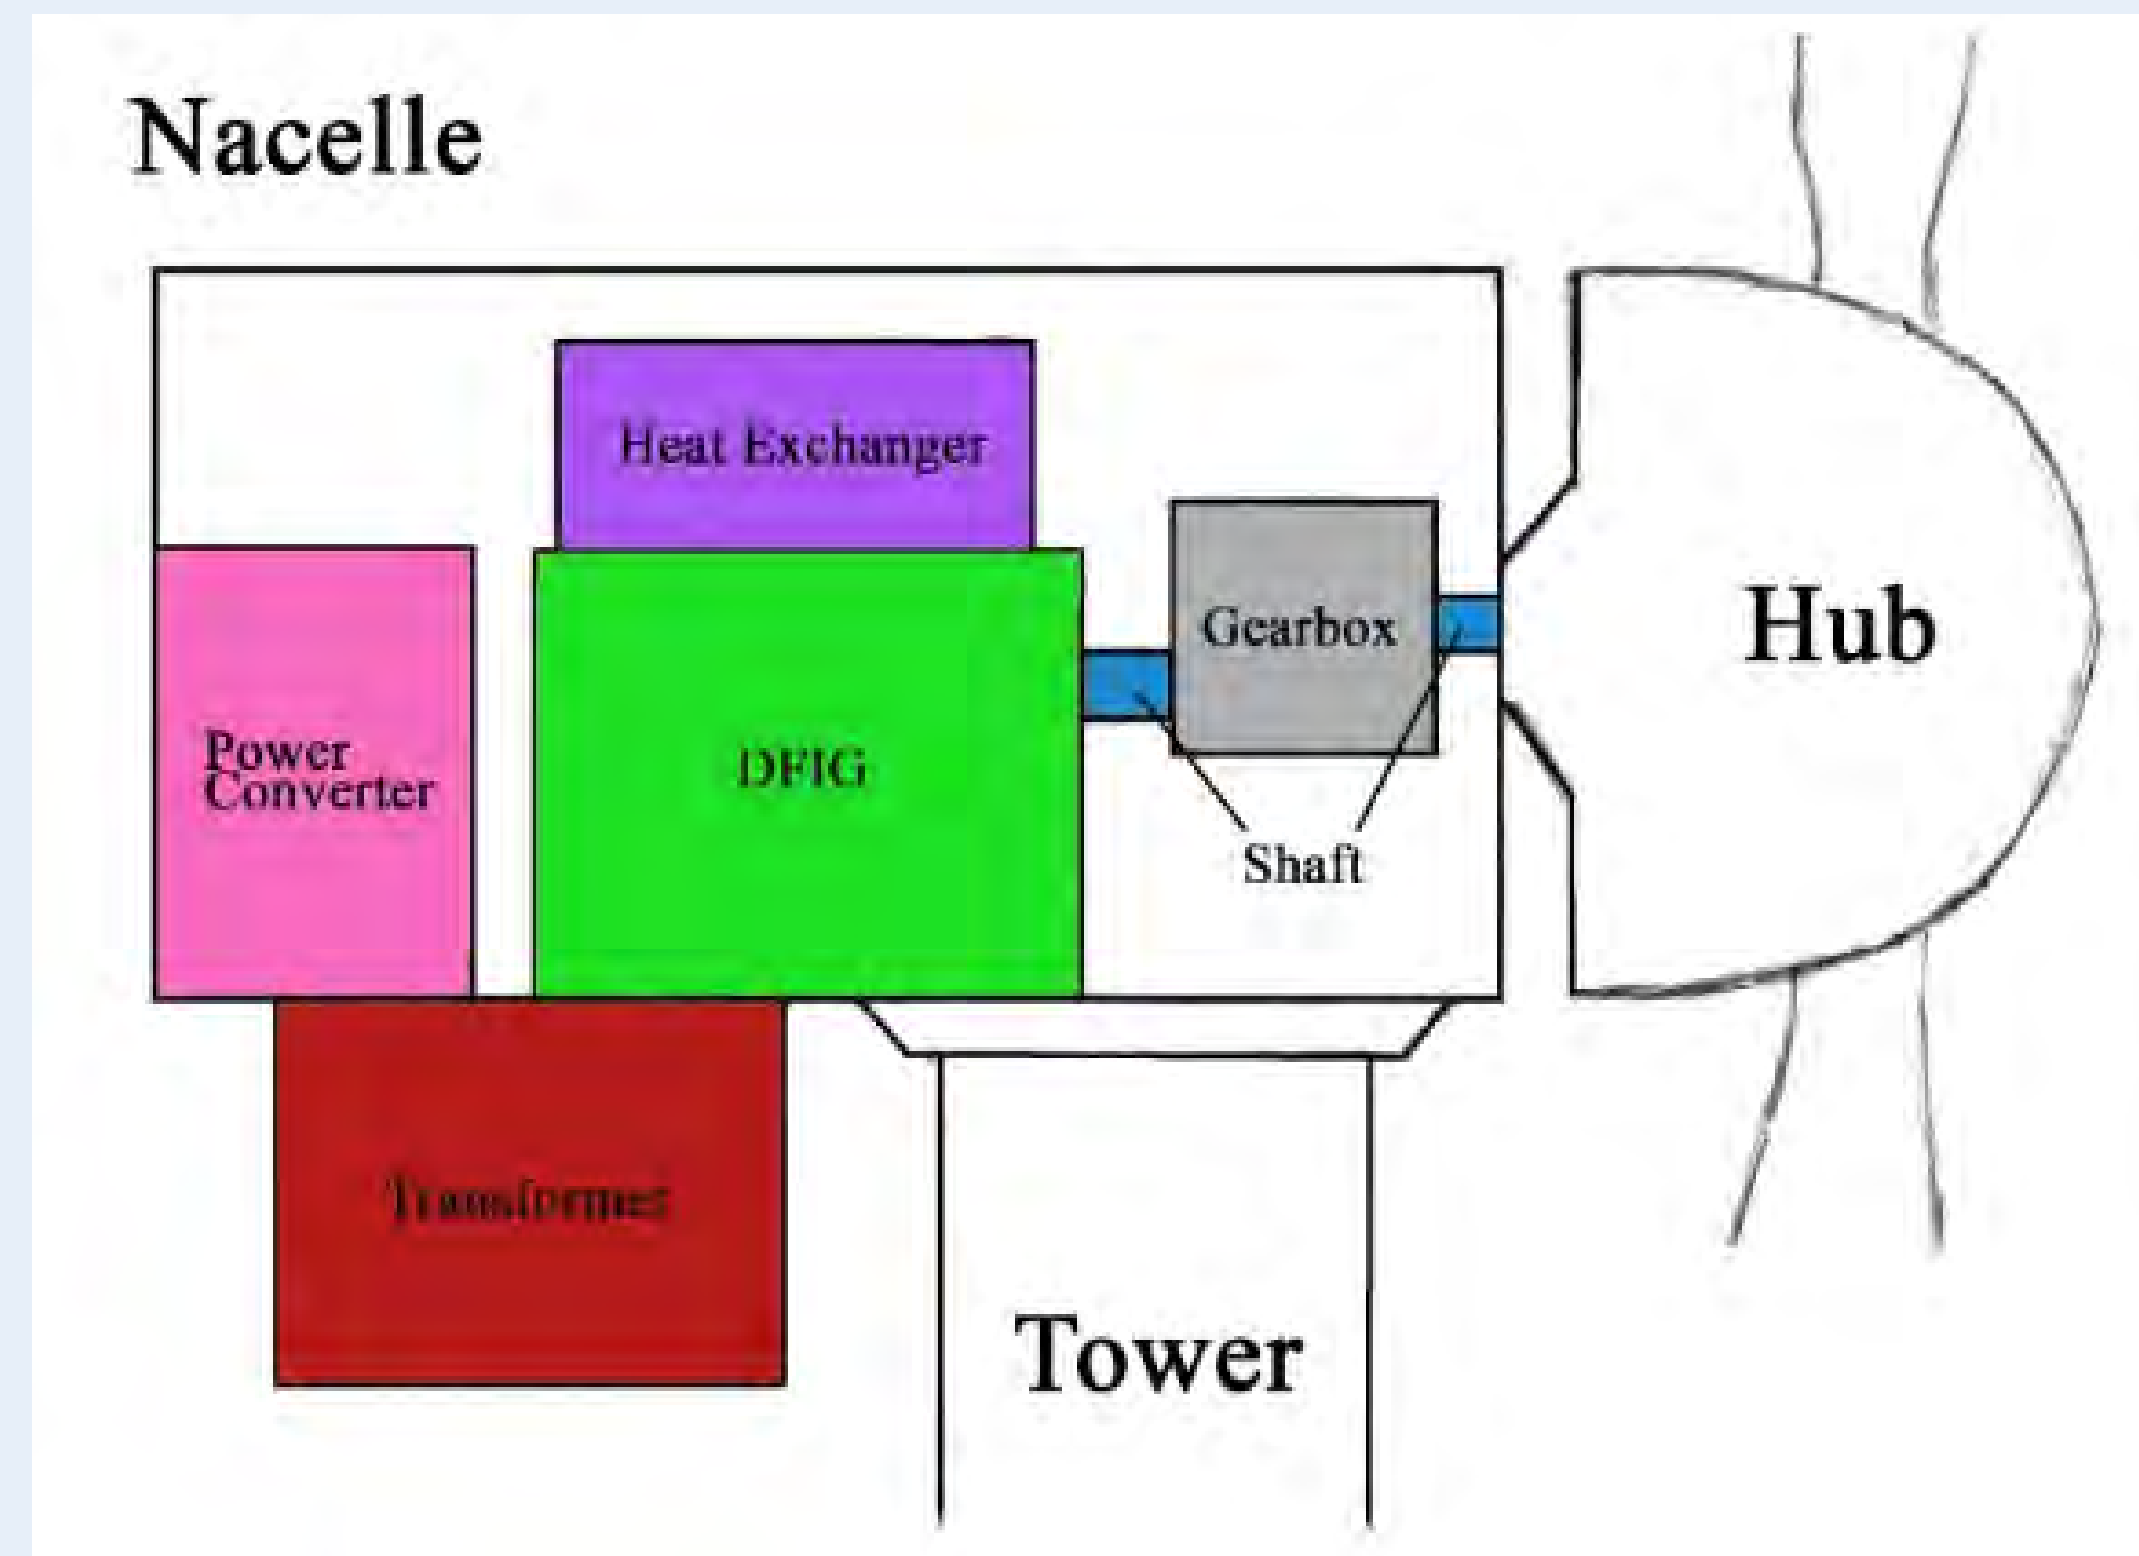 Nacelle
Heat Exchanger
Gearbox
Hub
Power
Converter
DFIG
Shaft
Transformer
Tower